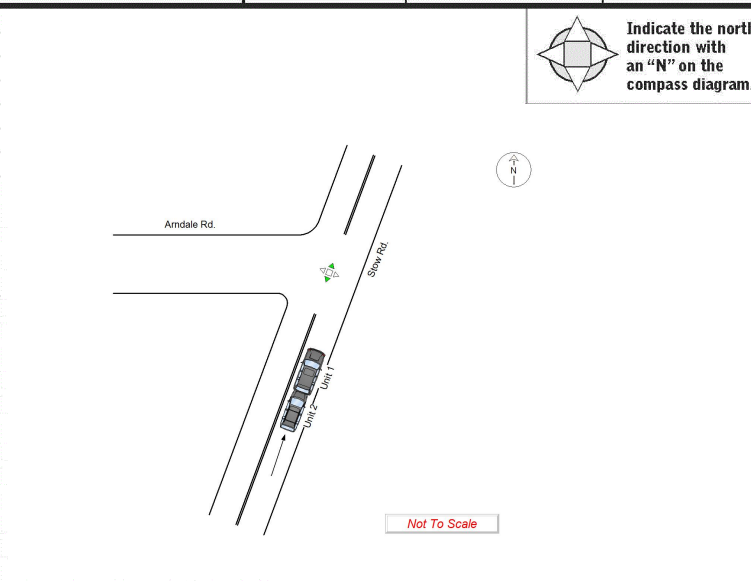 Indicate the north
direction with
an “N” on the
compass diagram.
N
Arndale Rd.
Stow Rd.
Unit 1
Unit 2
Not To Scale